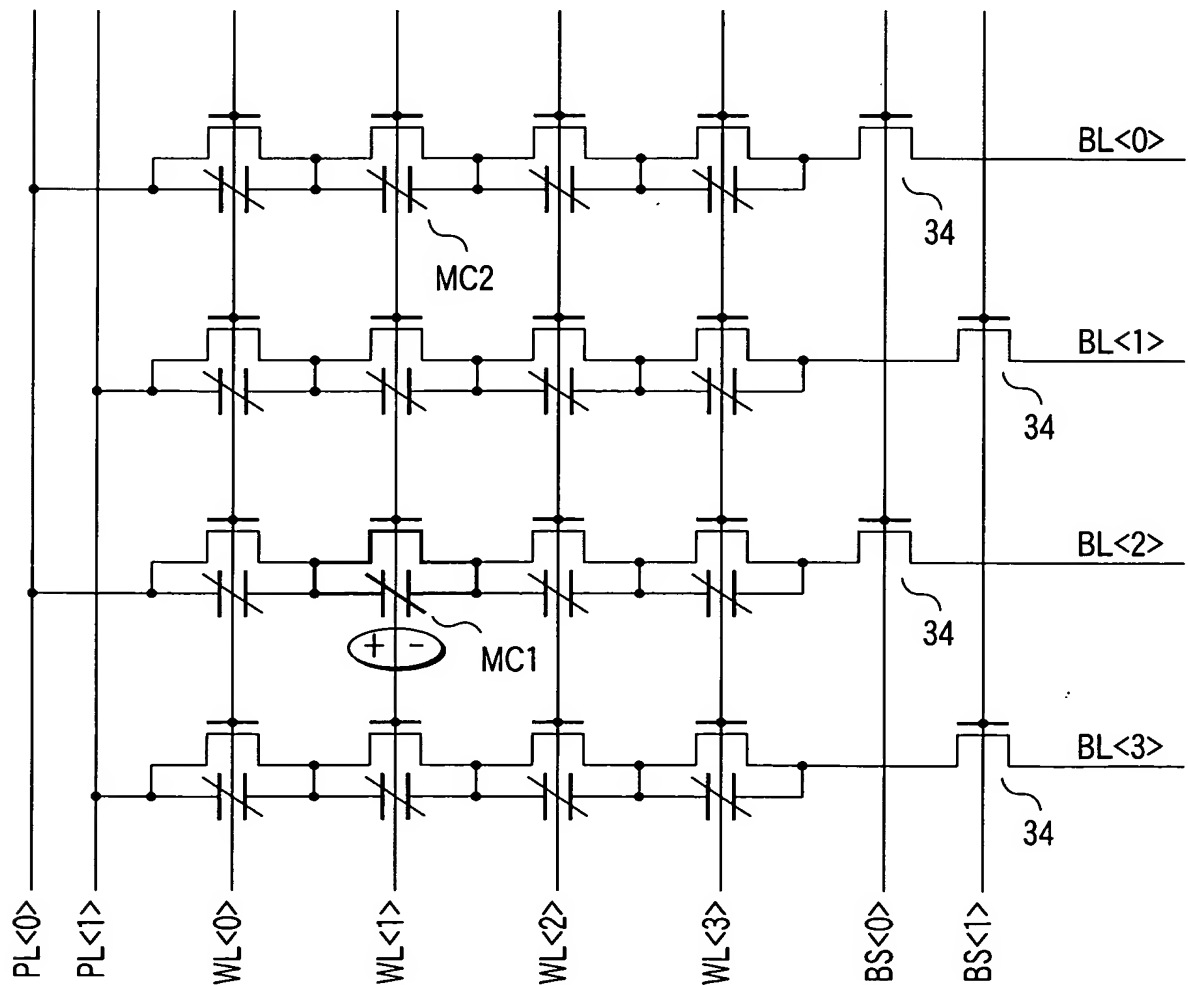 BL<0>
34
MC2
BL<1>
34
BL<2>
34
MC1
+ -
BL<3>
34
PL<0>
PL<1>
WL<0>
WL<1>
WL<2>
WL<3>
BS<0>
BS<1>